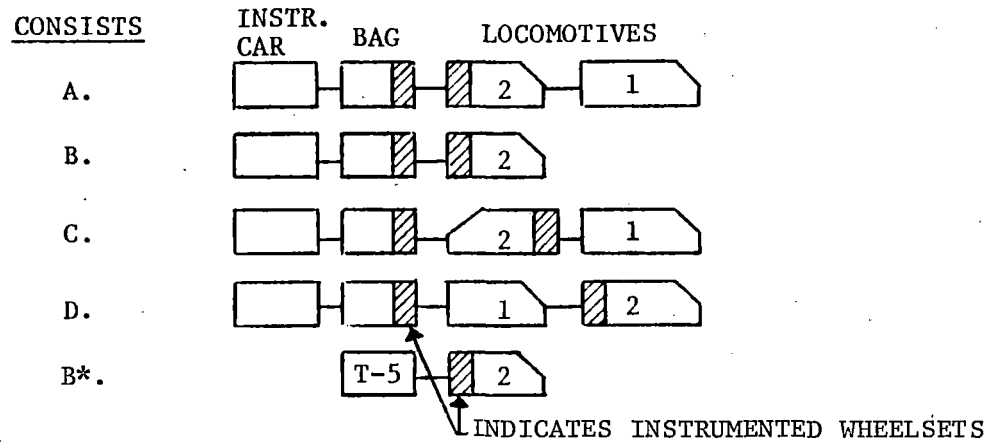 CONSISTS INSTR. CAR BAG LOCOMOTIVES
A. 2 1
B. 2
C. 2 1
D. 1 2
B*. T-5 2
INDICATES INSTRUMENTED WHEELSETS